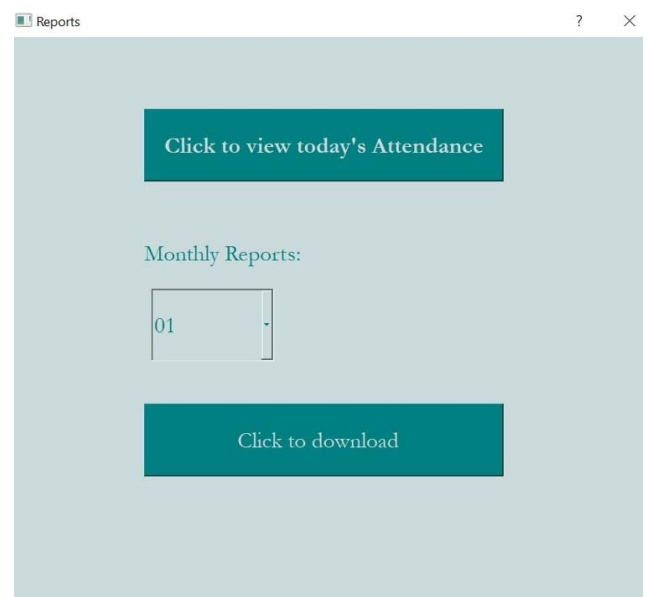 Reports ?
Click to view today's Attendance
Monthly Reports:
01
Click to download